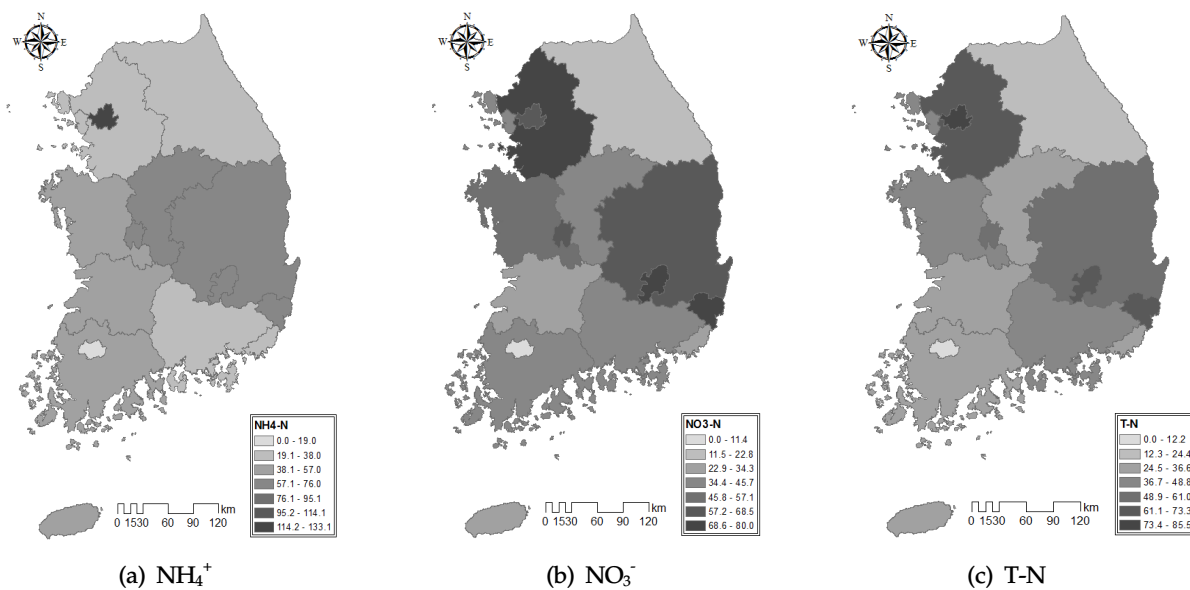 N
W E
S
NH4-N
0.0 - 19.0
19.1 - 38.0
38.1 - 57.0
57.1 - 76.0
76.1 - 95.1
95.2 - 114.1
114.2 - 133.1
km
0 1530 60 90 120
(a) NH₄⁺
N
W E
S
NO3-N
0.0 - 11.4
11.5 - 22.8
22.9 - 34.3
34.4 - 45.7
45.8 - 57.1
57.2 - 68.5
68.6 - 80.0
km
0 1530 60 90 120
(b) NO₃⁻
N
W E
S
T-N
0.0 - 12.2
12.3 - 24.4
24.5 - 36.6
36.7 - 48.8
48.9 - 61.0
61.1 - 73.3
73.4 - 85.5
km
0 1530 60 90 120
(c) T-N